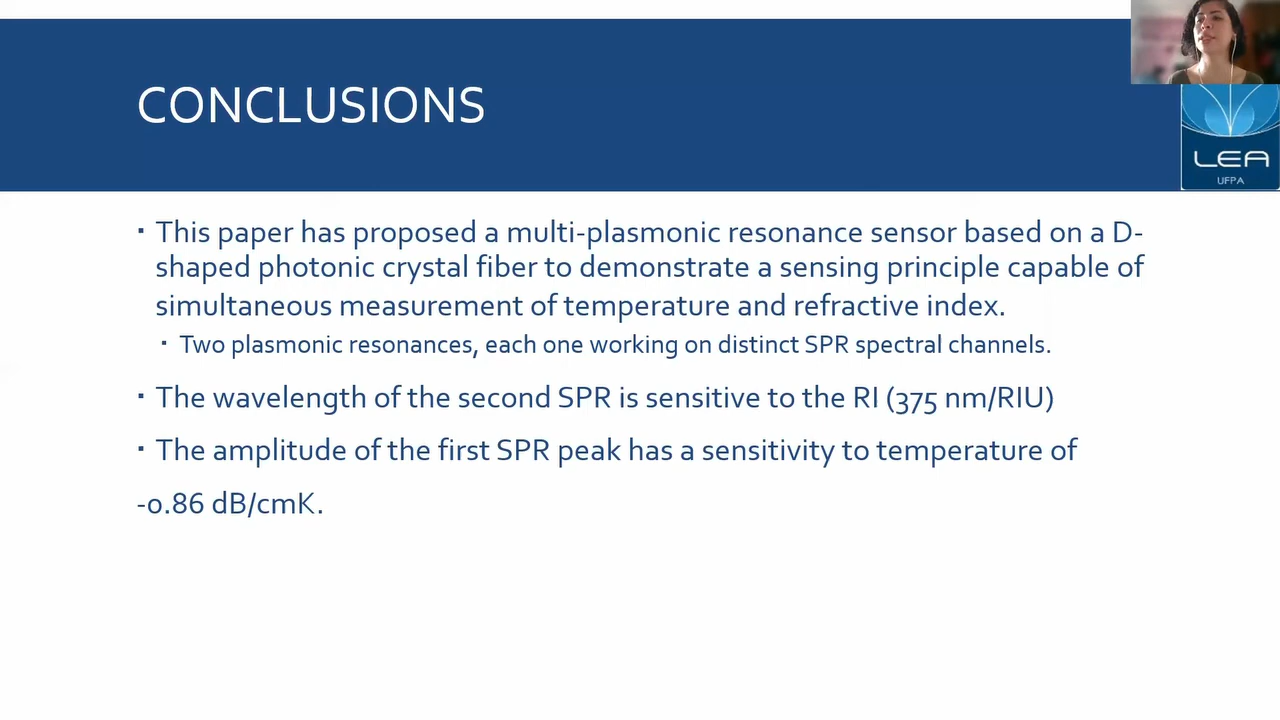 CONCLUSIONS
LEA
UFPA
▪ This paper has proposed a multi-plasmonic resonance sensor based on a D-
shaped photonic crystal fiber to demonstrate a sensing principle capable of
simultaneous measurement of temperature and refractive index.
▪ Two plasmonic resonances, each one working on distinct SPR spectral channels.
▪ The wavelength of the second SPR is sensitive to the RI (375 nm/RIU)
▪ The amplitude of the first SPR peak has a sensitivity to temperature of
-0.86 dB/cmK.